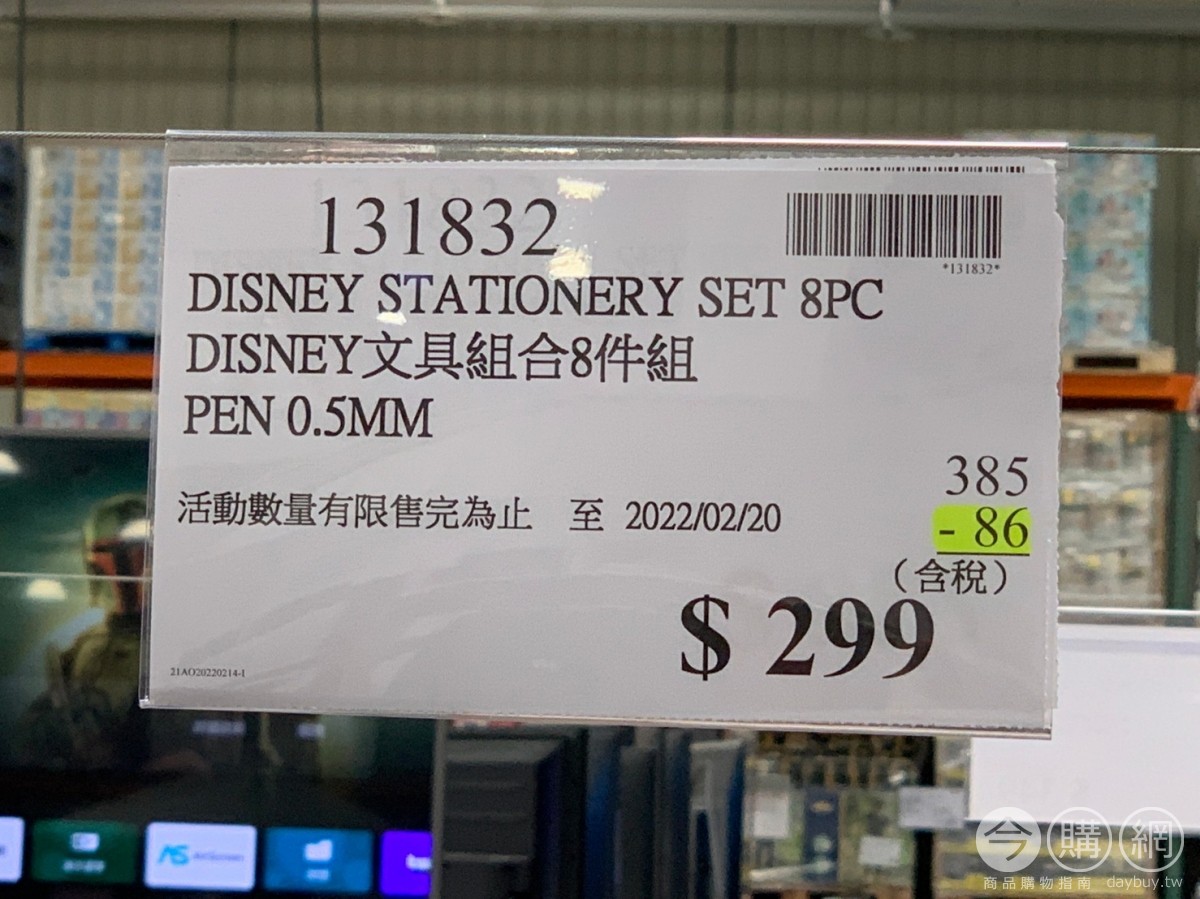 131832
*131832*
DISNEY STATIONERY SET 8PC
DISNEY文具組合8件組
PEN 0.5MM
385
活動數量有限售完為止 至 2022/02/20
- 86
(含稅)
$ 299
21AO20220214-1
AirScreen
今購網
商品購物指南 daybuy.tw